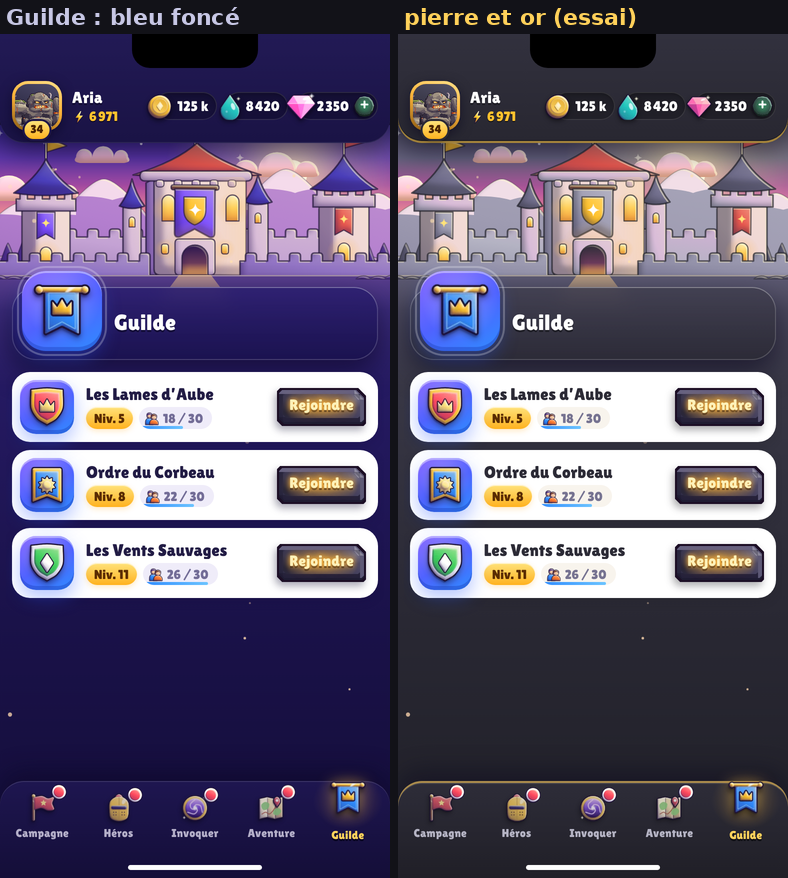 Guilde : bleu foncé
Aria
6971
34
125 k
8420
2350
+
Guilde
Les Lames d'Aube
Niv. 5
18 / 30
Rejoindre
Ordre du Corbeau
Niv. 8
22 / 30
Rejoindre
Les Vents Sauvages
Niv. 11
26 / 30
Rejoindre
Campagne
Héros
Invoquer
Aventure
Guilde
pierre et or (essai)
Aria
6971
34
125 k
8420
2350
+
Guilde
Les Lames d'Aube
Niv. 5
18 / 30
Rejoindre
Ordre du Corbeau
Niv. 8
22 / 30
Rejoindre
Les Vents Sauvages
Niv. 11
26 / 30
Rejoindre
Campagne
Héros
Invoquer
Aventure
Guilde